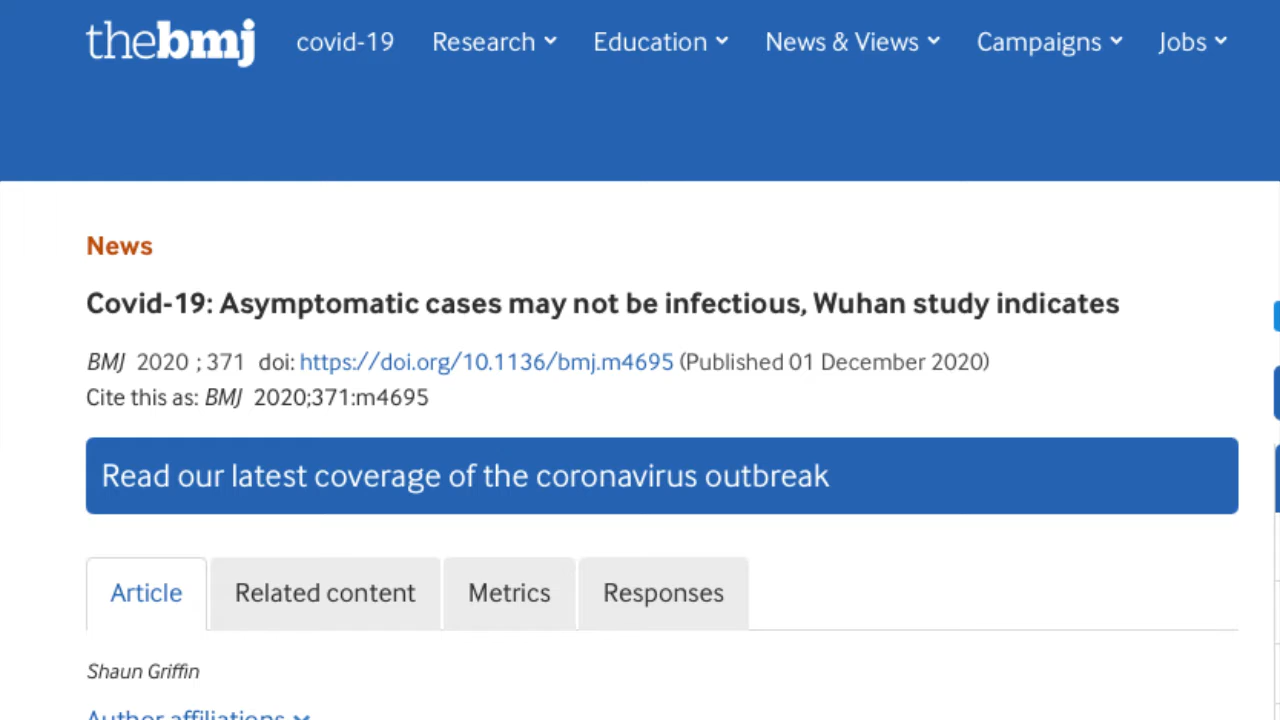 thebmj covid-19 Research Education News & Views Campaigns Jobs
News
Covid-19: Asymptomatic cases may not be infectious, Wuhan study indicates
BMJ 2020 ; 371 doi: https://doi.org/10.1136/bmj.m4695 (Published 01 December 2020)
Cite this as: BMJ 2020;371:m4695
Read our latest coverage of the coronavirus outbreak
Article Related content Metrics Responses
Shaun Griffin
Author affiliations